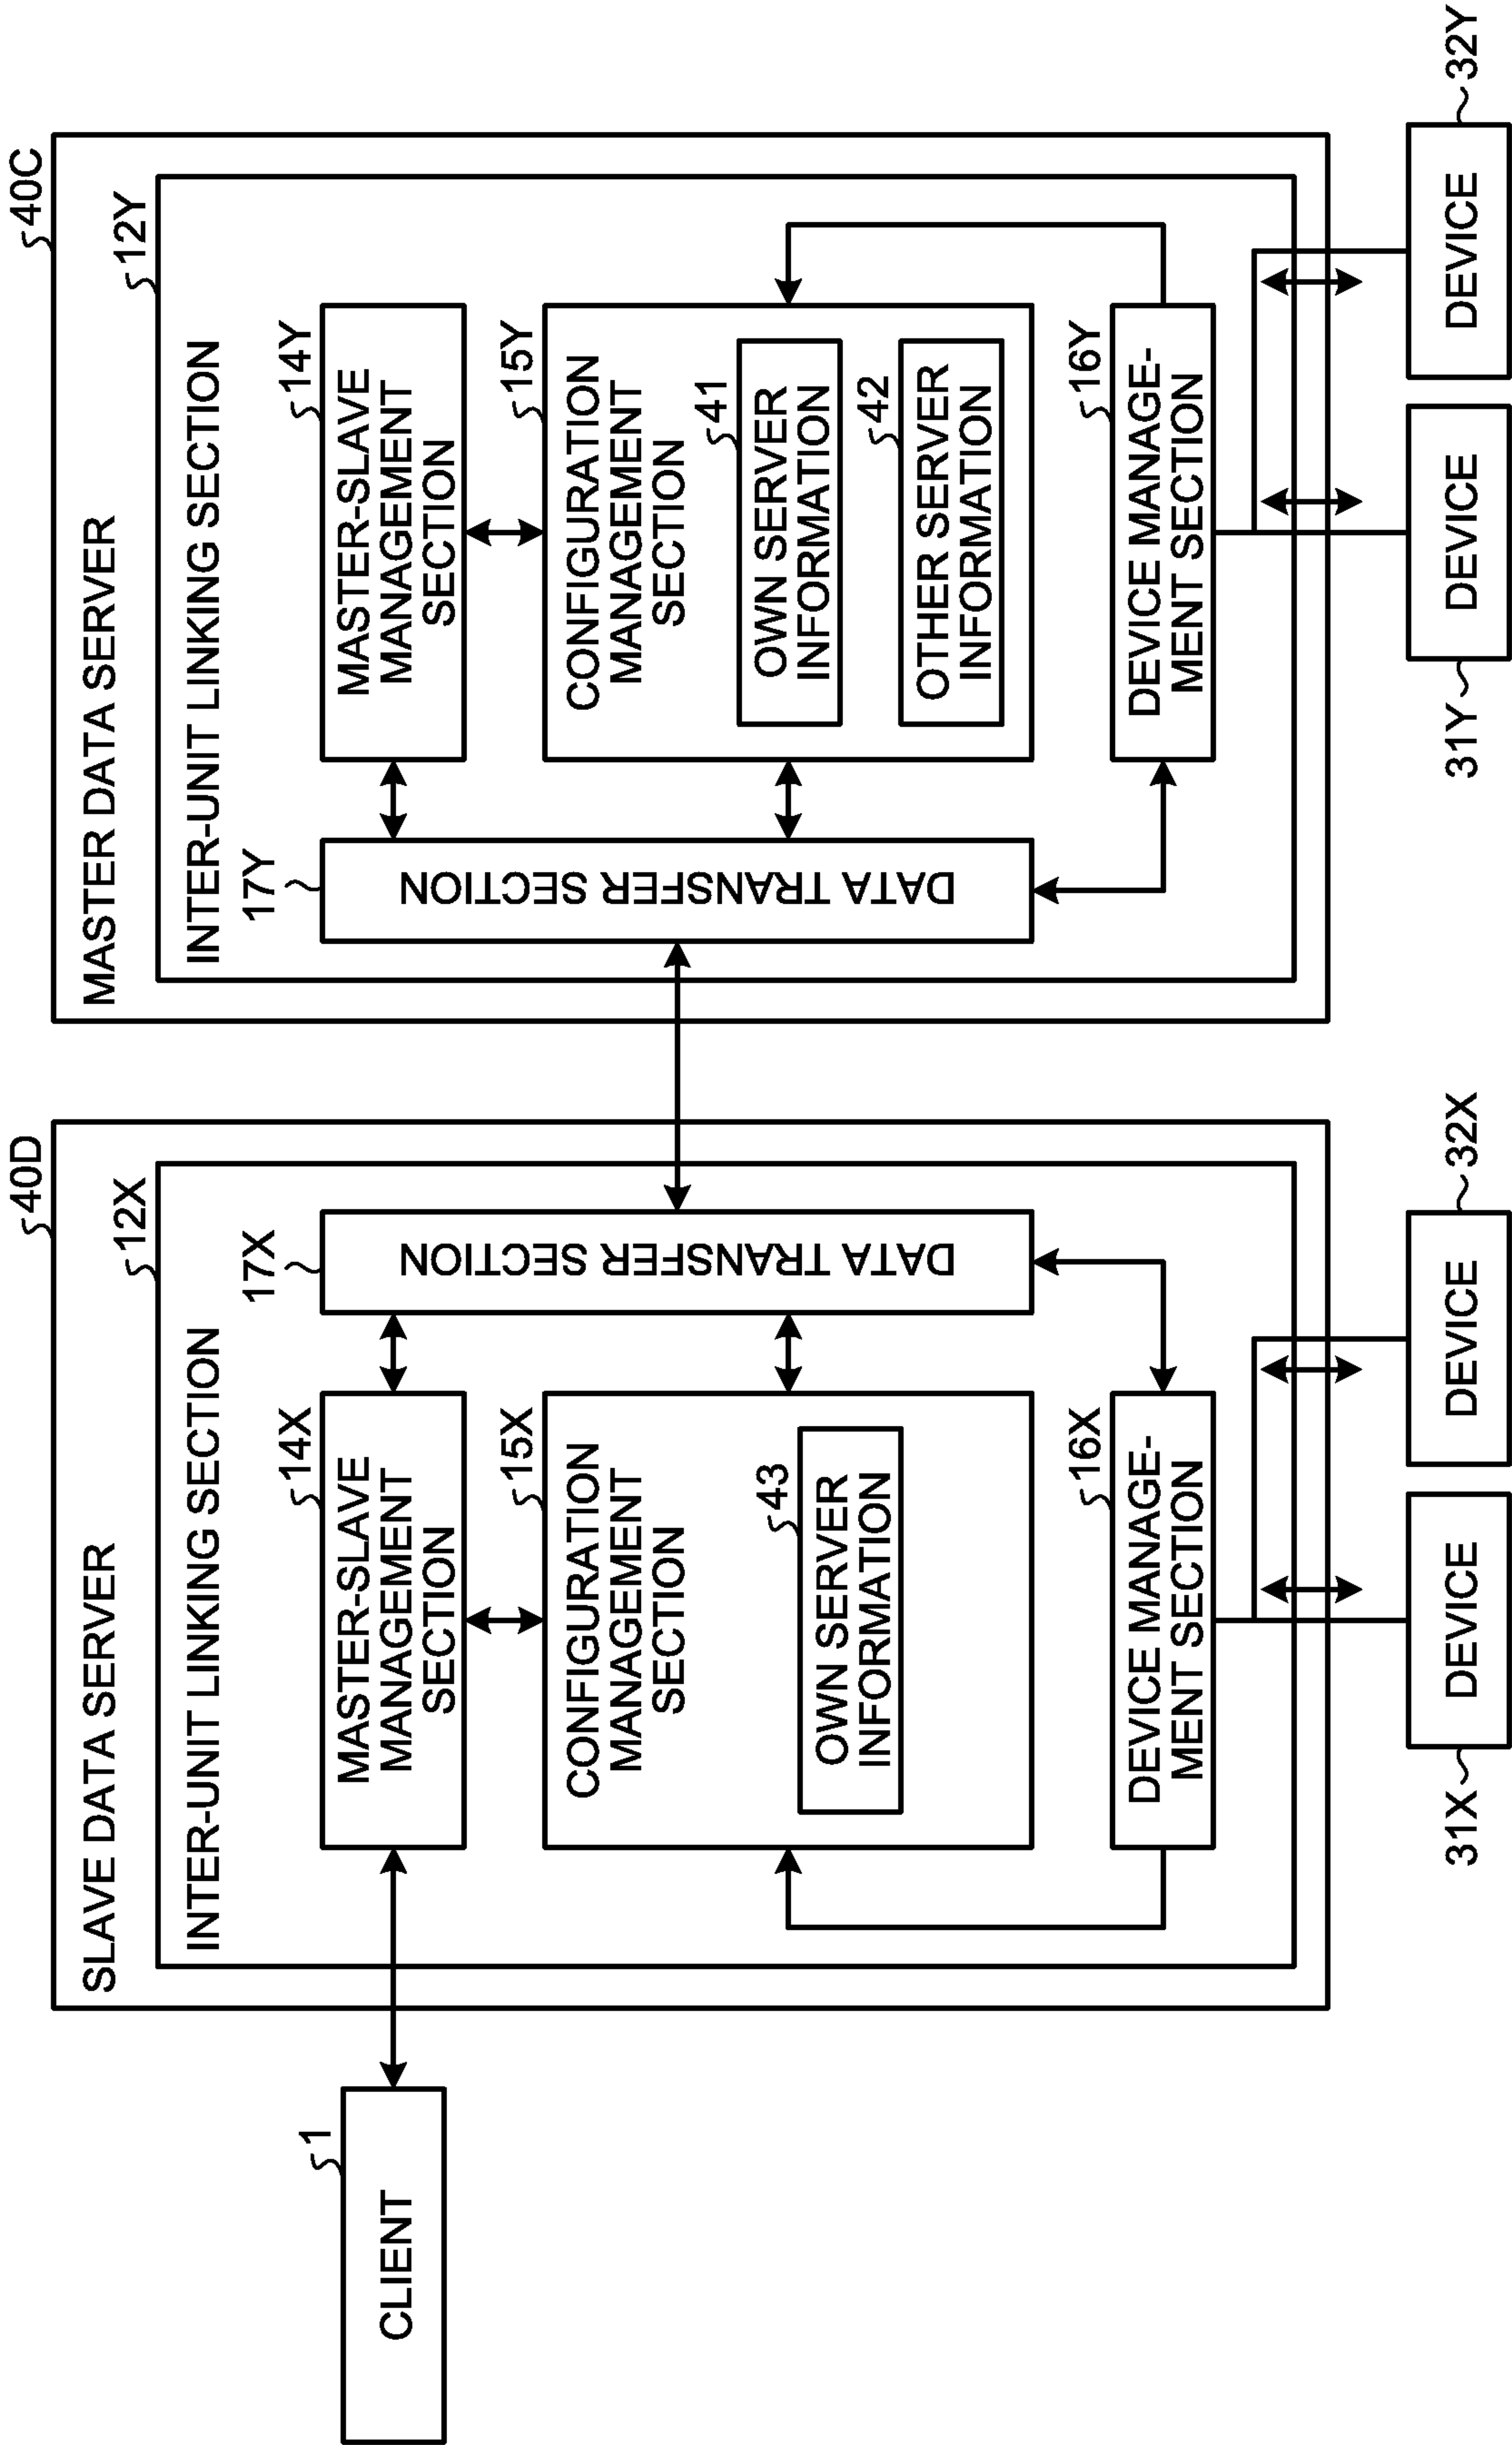 1
CLIENT
40D
SLAVE DATA SERVER
12X
INTER-UNIT LINKING SECTION
14X
MASTER-SLAVE
MANAGEMENT
SECTION
15X
CONFIGURATION
MANAGEMENT
SECTION
43
OWN SERVER
INFORMATION
16X
DEVICE MANAGE-
MENT SECTION
17X
DATA TRANSFER SECTION
31X
DEVICE
32X
DEVICE
40C
MASTER DATA SERVER
12Y
INTER-UNIT LINKING SECTION
17Y
DATA TRANSFER SECTION
14Y
MASTER-SLAVE
MANAGEMENT
SECTION
15Y
CONFIGURATION
MANAGEMENT
SECTION
41
OWN SERVER
INFORMATION
42
OTHER SERVER
INFORMATION
16Y
DEVICE MANAGE-
MENT SECTION
31Y
DEVICE
32Y
DEVICE